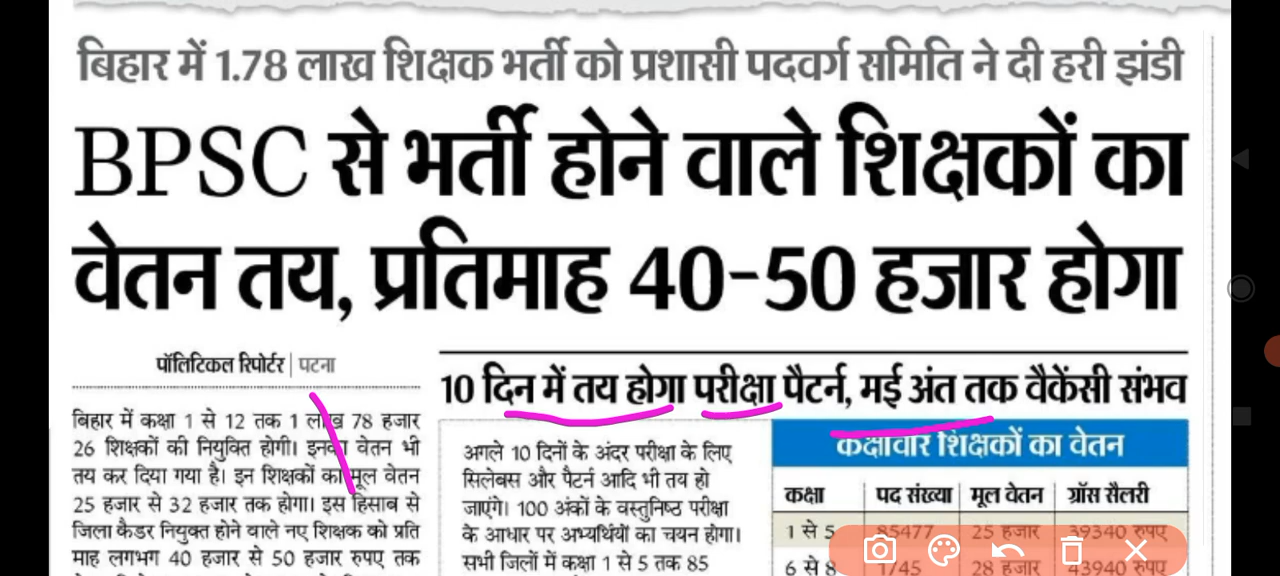 बिहार में 1.78 लाख शिक्षक भर्ती को प्रशासी पदवर्ग समिति ने दी हरी झंडी
BPSC से भर्ती होने वाले शिक्षकों का
वेतन तय, प्रतिमाह 40-50 हजार होगा
पॉलिटिकल रिपोर्टर | पटना
बिहार में कक्षा 1 से 12 तक 1 लाख 78 हजार
26 शिक्षकों की नियुक्ति होगी। इनका वेतन भी
तय कर दिया गया है। इन शिक्षकों का मूल वेतन
25 हजार से 32 हजार तक होगा। इस हिसाब से
जिला कैडर नियुक्त होने वाले नए शिक्षक को प्रति
माह लगभग 40 हजार से 50 हजार रुपए तक
10 दिन में तय होगा परीक्षा पैटर्न, मई अंत तक वैकेंसी संभव
अगले 10 दिनों के अंदर परीक्षा के लिए
सिलेबस और पैटर्न आदि भी तय हो
जाएंगे। 100 अंकों के वस्तुनिष्ठ परीक्षा
के आधार पर अभ्यर्थियों का चयन होगा।
सभी जिलों में कक्षा 1 से 5 तक 85
कक्षावार शिक्षकों का वेतन
कक्षा पद संख्या मूल वेतन ग्रॉस सैलरी
1 से 5 85477 25 हजार 39340 रुपए
6 से 8 1745 28 हजार 43940 रुपए